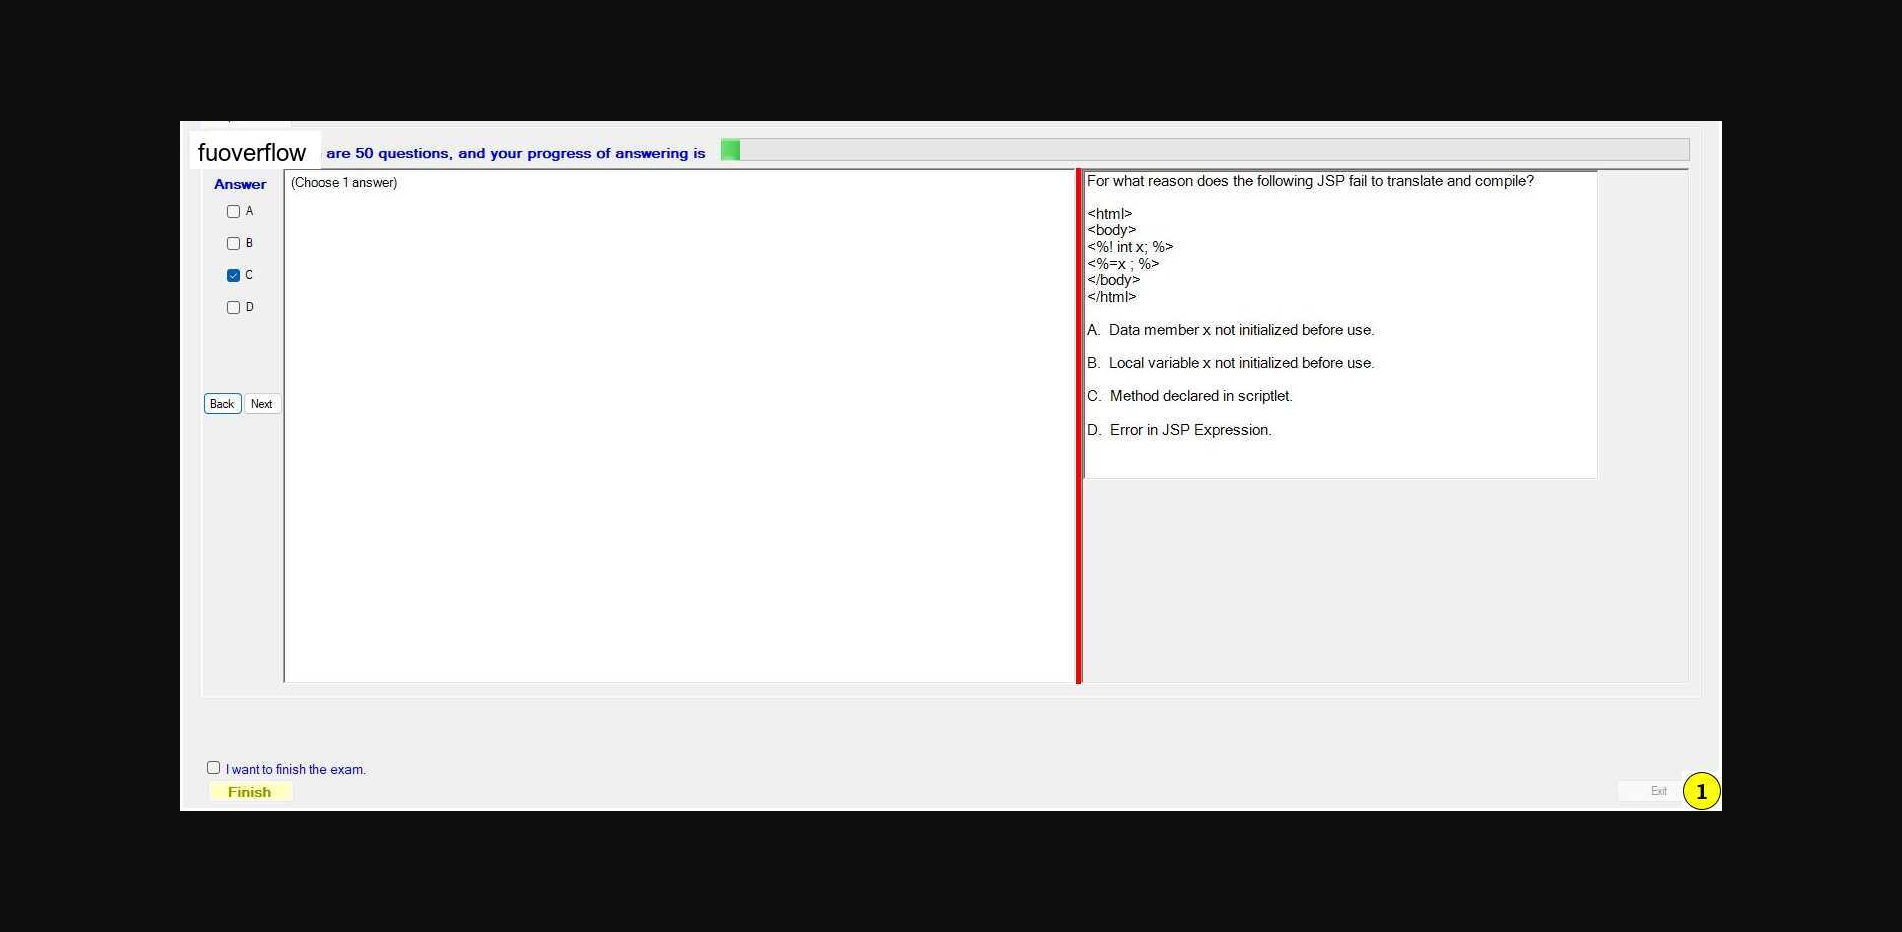 fuoverflow are 50 questions, and your progress of answering is
Answer
A
B
C
D
Back Next
(Choose 1 answer)
For what reason does the following JSP fail to translate and compile?
<html>
<body>
<%! int x; %>
<%=x ; %>
</body>
</html>
A. Data member x not initialized before use.
B. Local variable x not initialized before use.
C. Method declared in scriptlet.
D. Error in JSP Expression.
I want to finish the exam.
Finish
Exit
1